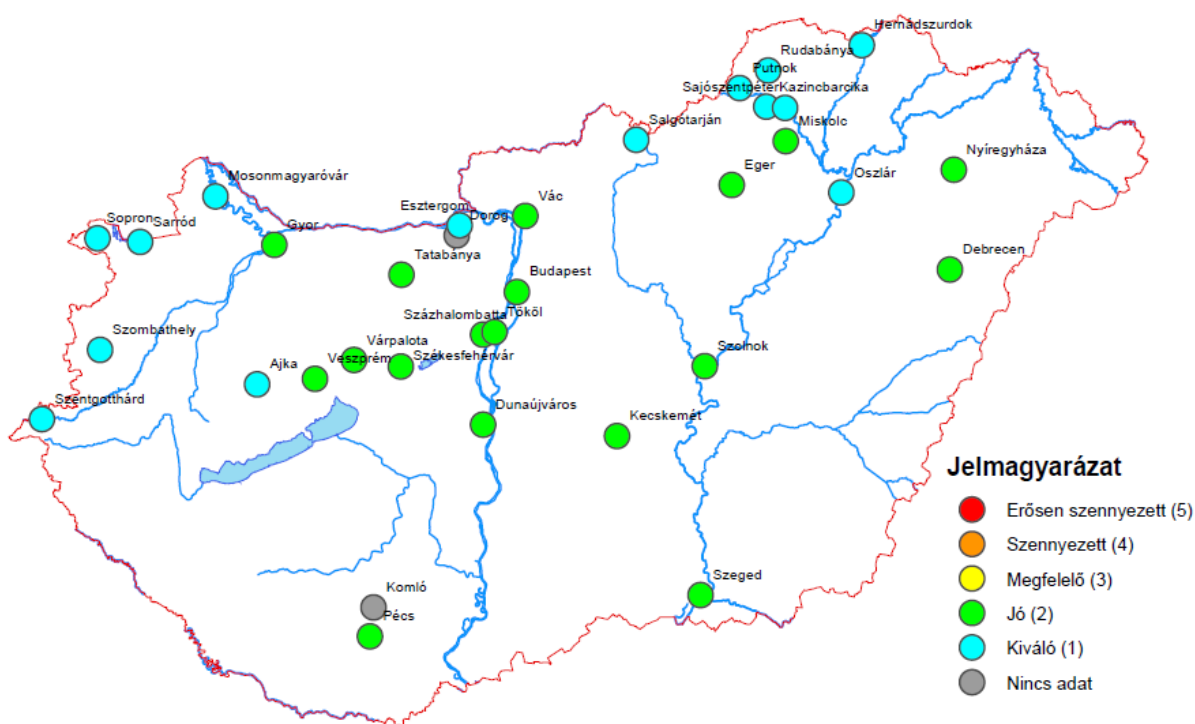 Hernádszurdok
Rudabánya
Putnok
Sajószentpéter
Kazincbarcika
Salgótarján
Miskolc
Nyíregyháza
Eger
Oszlár
Mosonmagyaróvár
Vác
Esztergom
Dorog
Sopron
Sarród
Gyor
Tatabánya
Debrecen
Budapest
Százhalombatta
Tököl
Szombathely
Várpalota
Székesfehérvár
Szolnok
Ajka
Veszprém
Szentgotthárd
Dunaújváros
Kecskemét
Jelmagyarázat
Erősen szennyezett (5)
Szennyezett (4)
Megfelelő (3)
Szeged
Komló
Jó (2)
Pécs
Kiváló (1)
Nincs adat